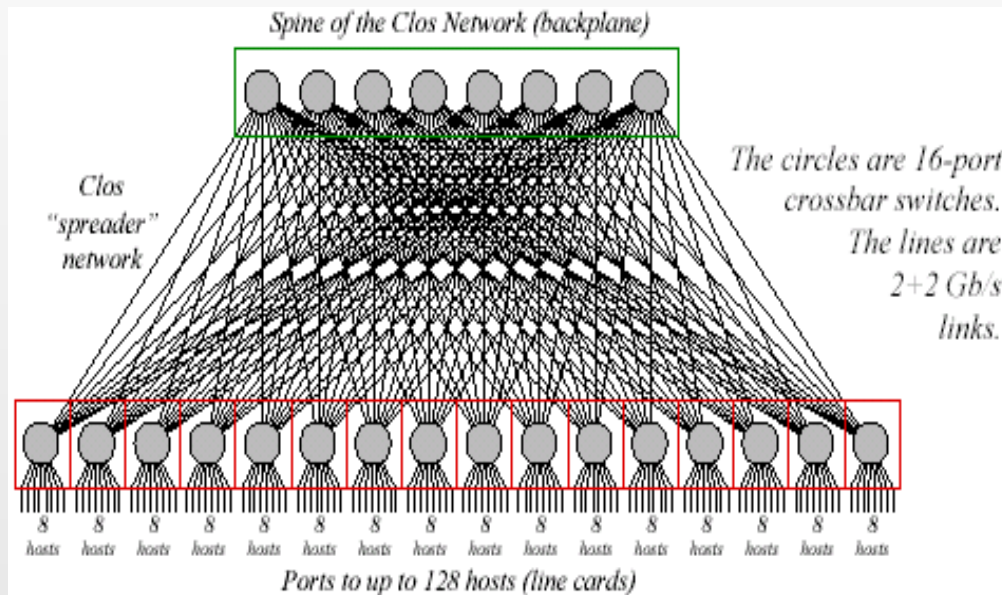 Spine of the Clos Network (backplane)
Clos
“spreader”
network
The circles are 16-port
crossbar switches.
The lines are
2+2 Gb/s
links.
8 8 8 8 8 8 8 8 8 8 8 8 8 8 8 8
hosts hosts hosts hosts hosts hosts hosts hosts hosts hosts hosts hosts hosts hosts hosts hosts
Ports to up to 128 hosts (line cards)